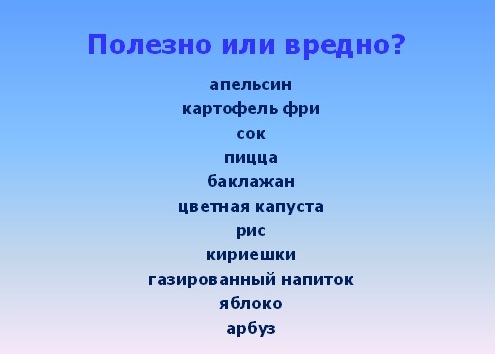 Полезно или вредно?
апельсин
картофель фри
сок
пицца
баклажан
цветная капуста
рис
кириешки
газированный напиток
яблоко
арбуз